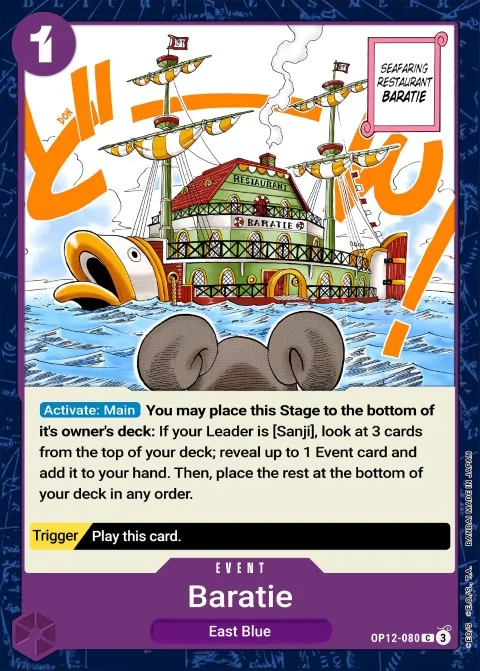 1
SEAFARING
RESTAURANT
BARATIE
ど ん!
DON
RESTAURANT
BARATIE
Activate: Main You may place this Stage to the bottom of
it's owner's deck: If your Leader is [Sanji], look at 3 cards
from the top of your deck; reveal up to 1 Event card and
add it to your hand. Then, place the rest at the bottom of
your deck in any order.
Trigger Play this card.
EVENT
Baratie
East Blue
OP12-080 C 3
©E.O/S ©E.O./S., T.A. BANDAI MADE IN JAPAN